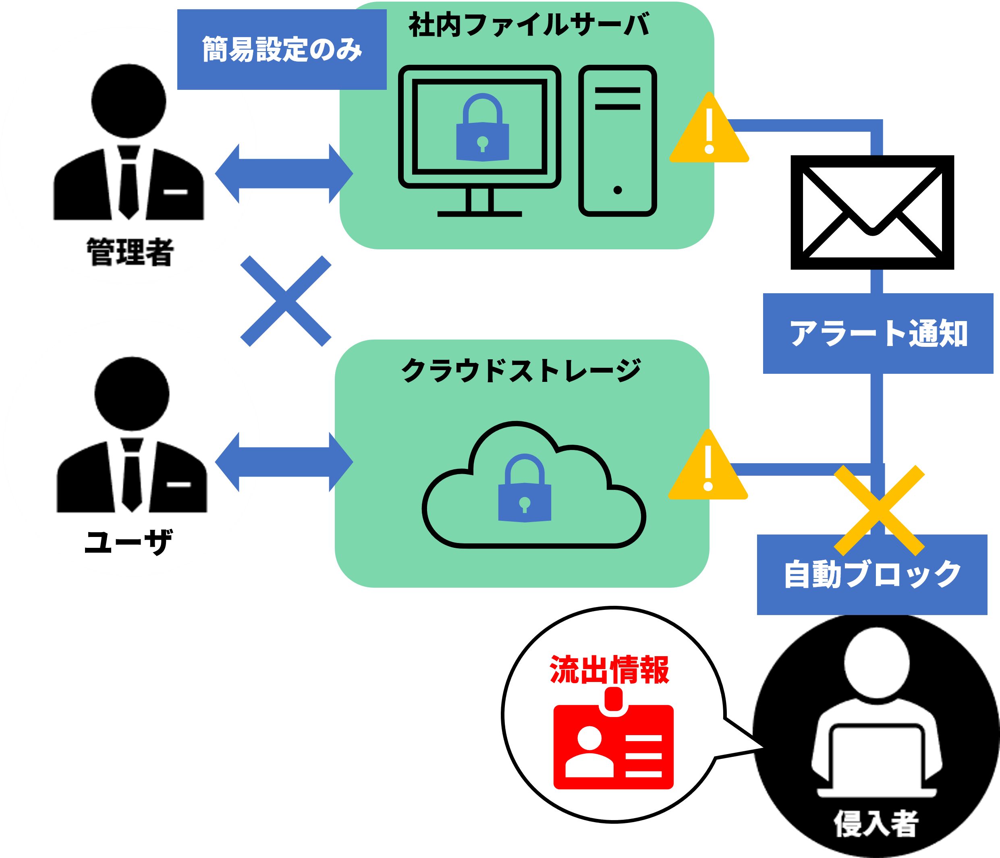 簡易設定のみ
社内ファイルサーバ
管理者
アラート通知
クラウドストレージ
ユーザ
自動ブロック
流出情報
侵入者